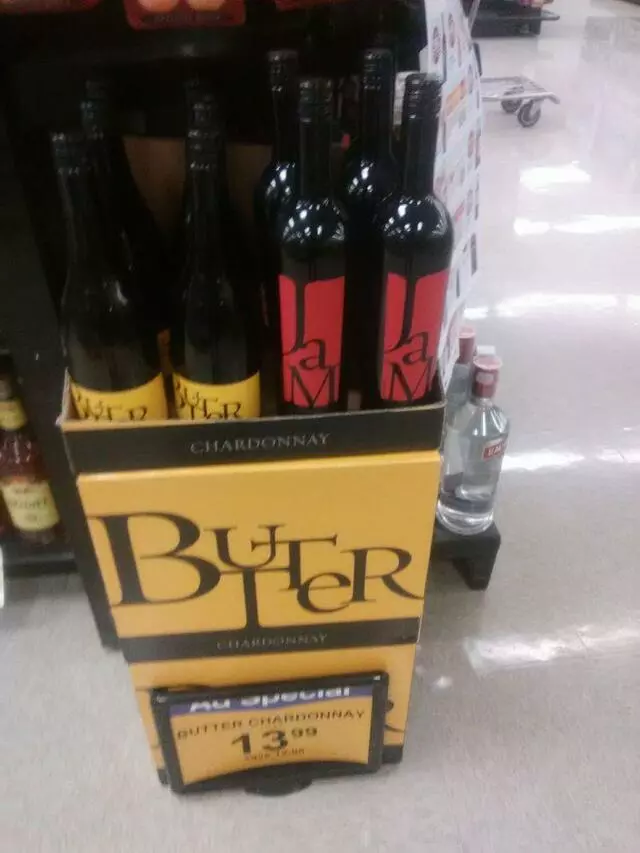 BUTTER
BUTTER
JaM
JaM
CHARDONNAY
BUTTeR
CHARDONNAY
Ad Special
BUTTER CHARDONNAY
13 99